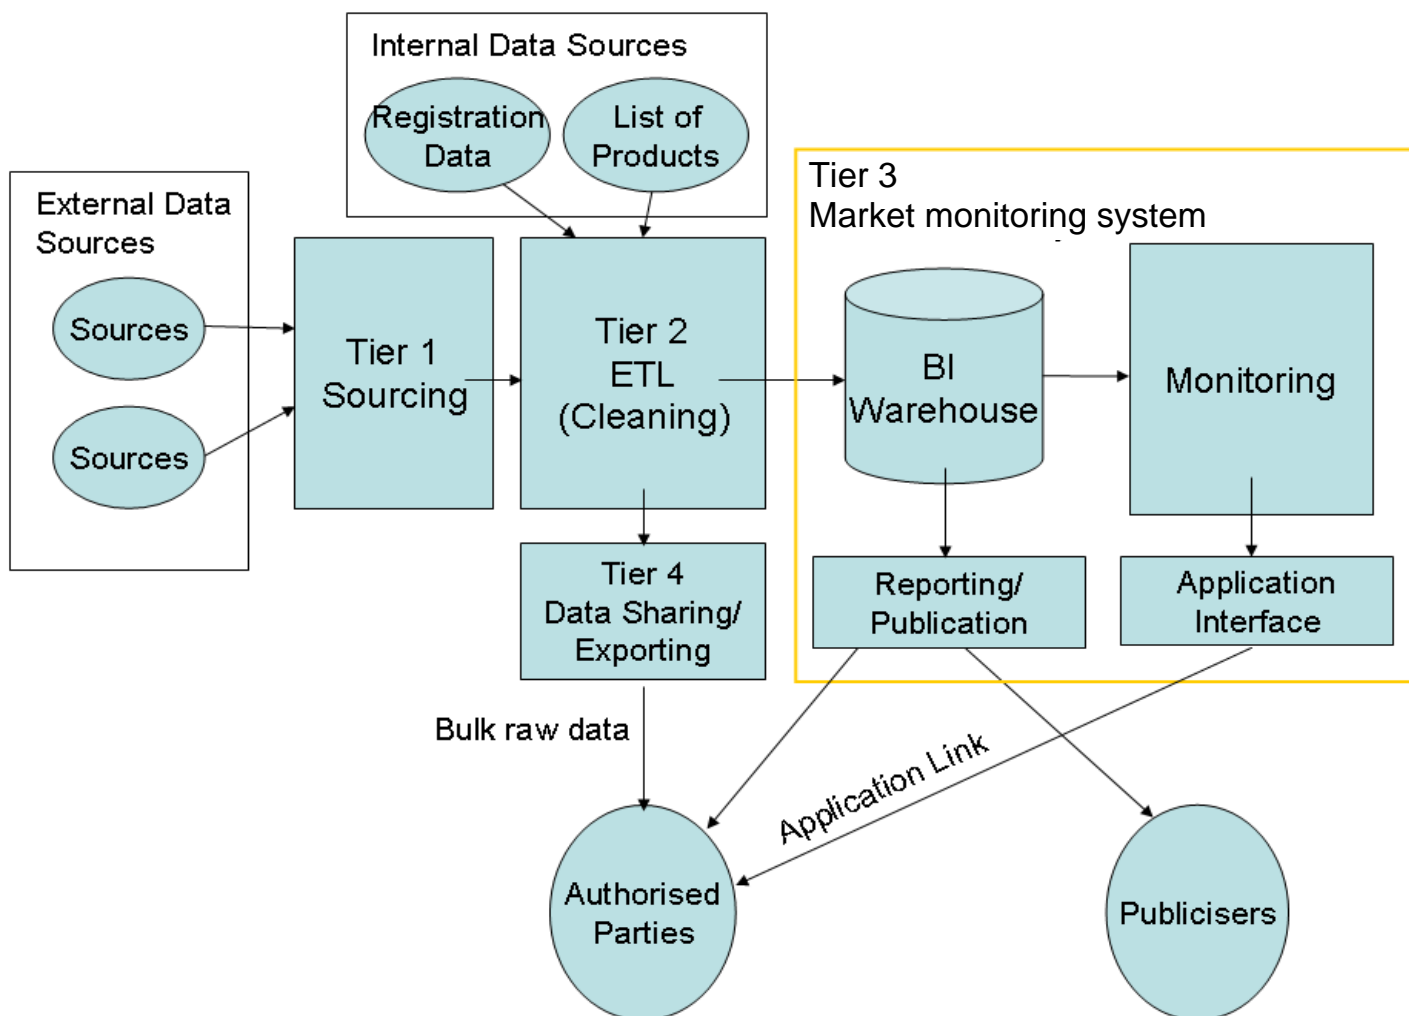 Internal Data Sources
Registration
Data
List of
Products
External Data
Sources
Sources
Sources
Tier 1
Sourcing
Tier 2
ETL
(Cleaning)
Tier 3
Market monitoring system
BI
Warehouse
Monitoring
Tier 4
Data Sharing/
Exporting
Reporting/
Publication
Application
Interface
Bulk raw data
Application Link
Authorised
Parties
Publicisers